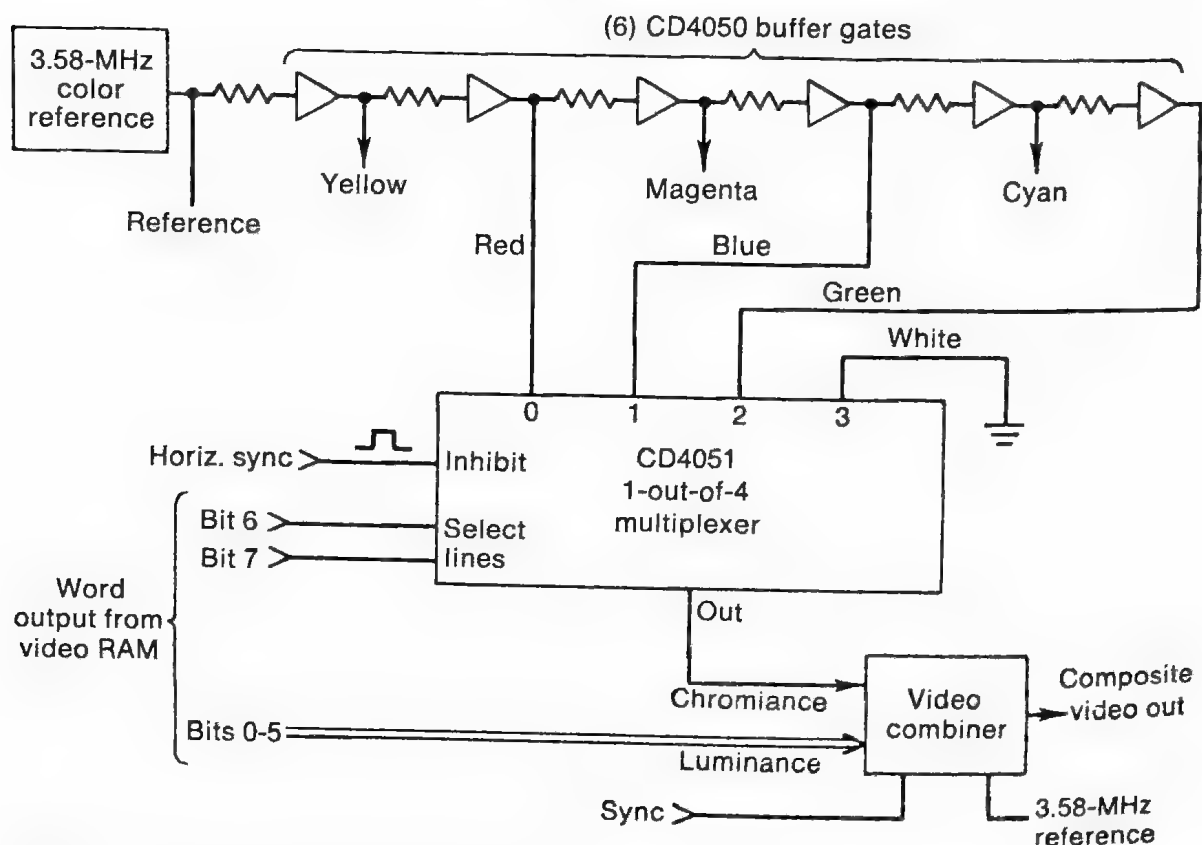 (6) CD4050 buffer gates
3.58-MHz
color
reference
Yellow
Magenta
Cyan
Reference
Red
Blue
Green
White
0 1 2 3
Horiz. sync
Inhibit
CD4051
1-out-of-4
multiplexer
Bit 6
Select
Bit 7
lines
Word
output from
video RAM
Out
Chromiance
Video
combiner
Composite
video out
Bits 0-5
Luminance
Sync
3.58-MHz
reference